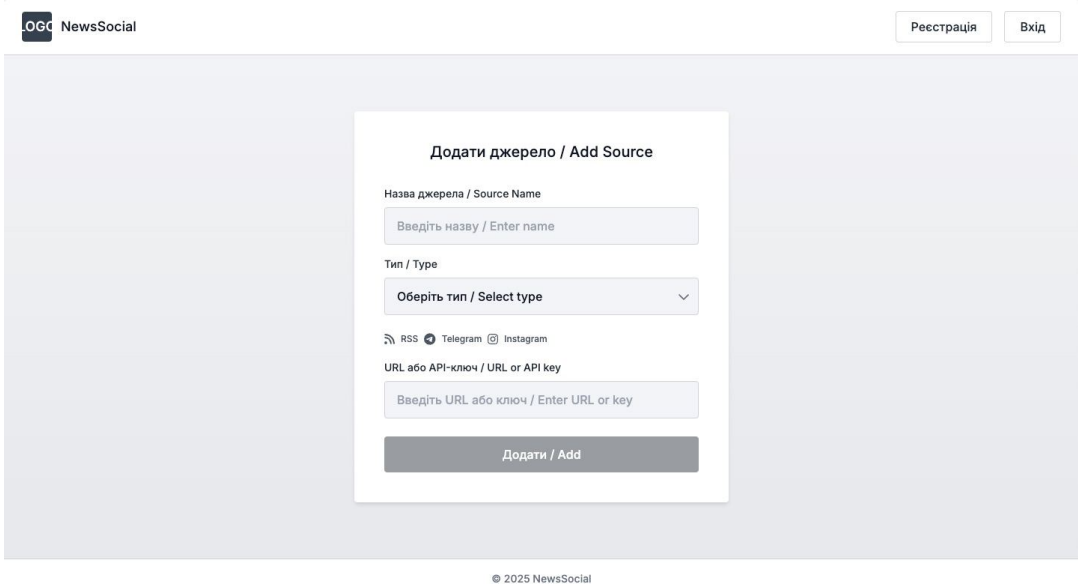 LOGO NewsSocial
Реєстрація Вхід
Додати джерело / Add Source
Назва джерела / Source Name
Введіть назву / Enter name
Тип / Type
Оберіть тип / Select type
RSS Telegram Instagram
URL або API-ключ / URL or API key
Введіть URL або ключ / Enter URL or key
Додати / Add
© 2025 NewsSocial